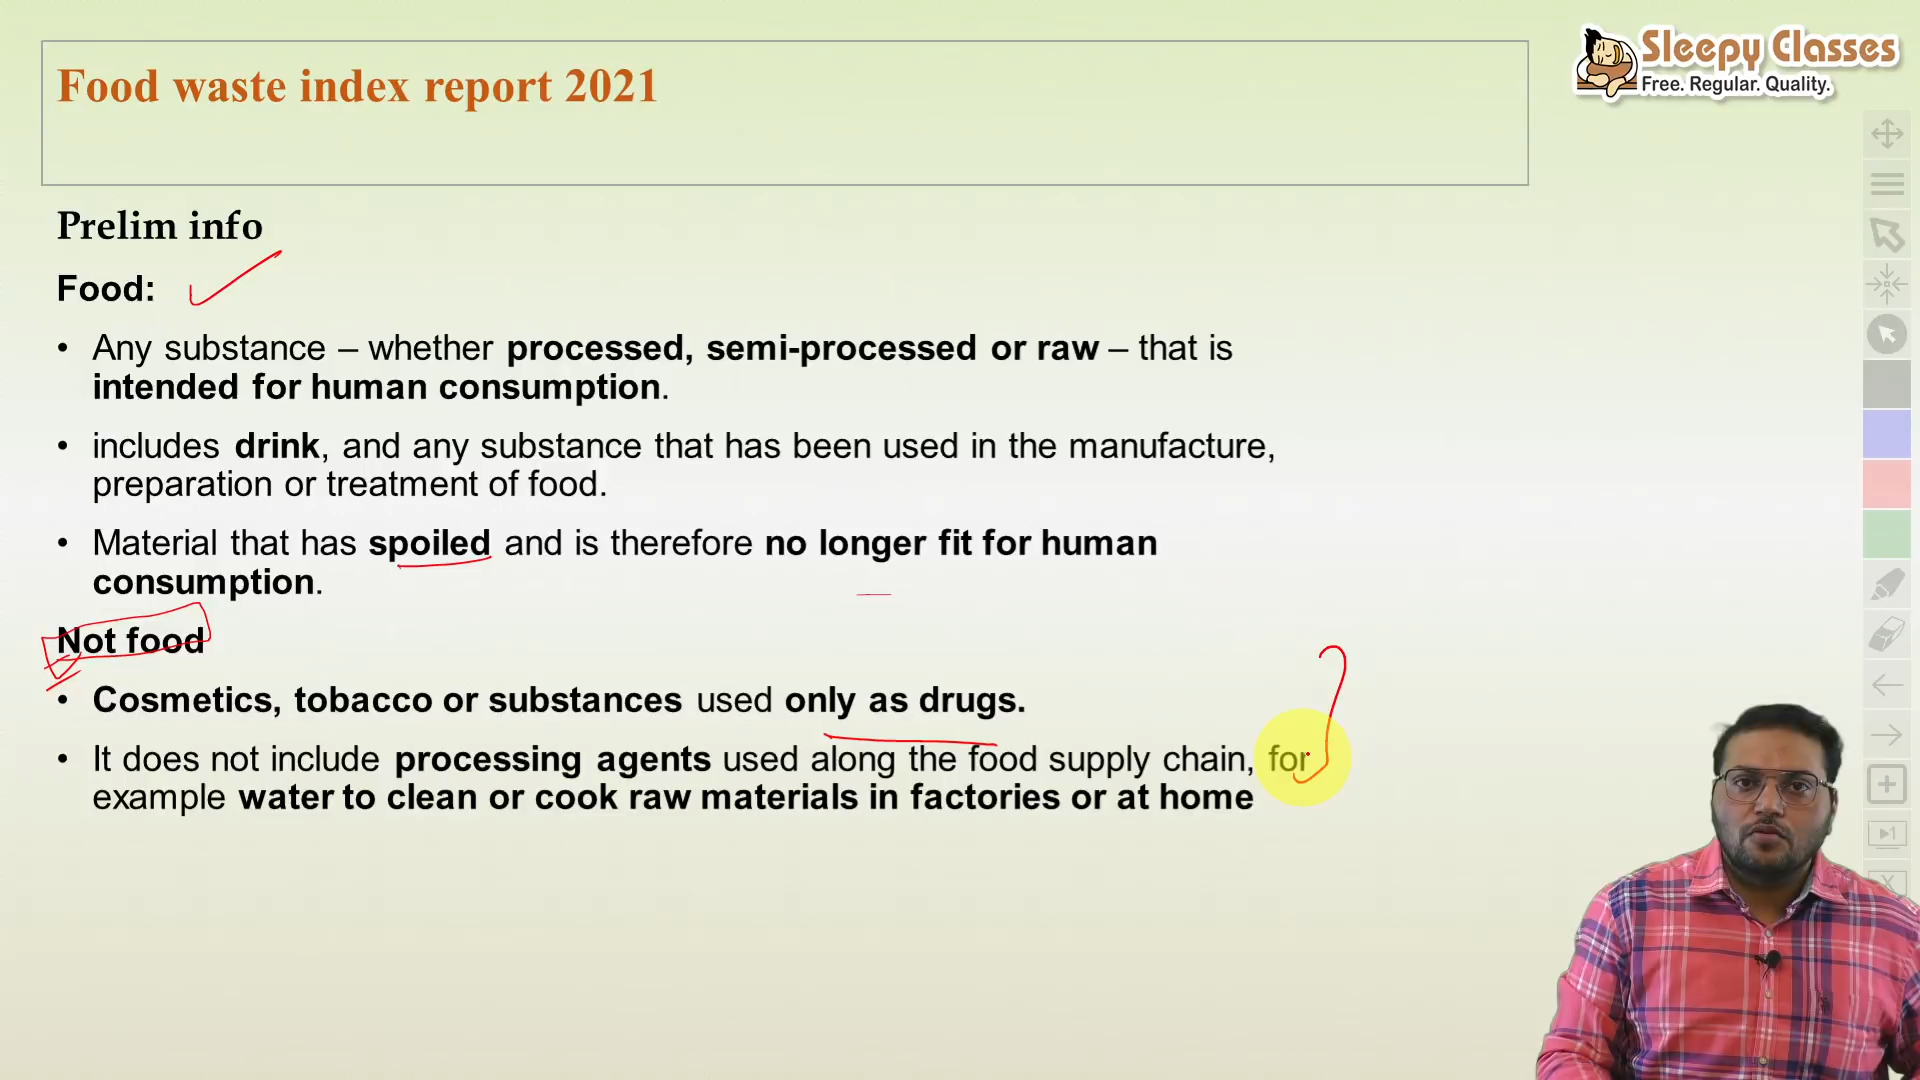 Sleepy Classes
Free. Regular. Quality.
Food waste index report 2021
Prelim info
Food:
• Any substance – whether processed, semi-processed or raw – that is
intended for human consumption.
• includes drink, and any substance that has been used in the manufacture,
preparation or treatment of food.
• Material that has spoiled and is therefore no longer fit for human
consumption.
Not food
• Cosmetics, tobacco or substances used only as drugs.
• It does not include processing agents used along the food supply chain, for
example water to clean or cook raw materials in factories or at home